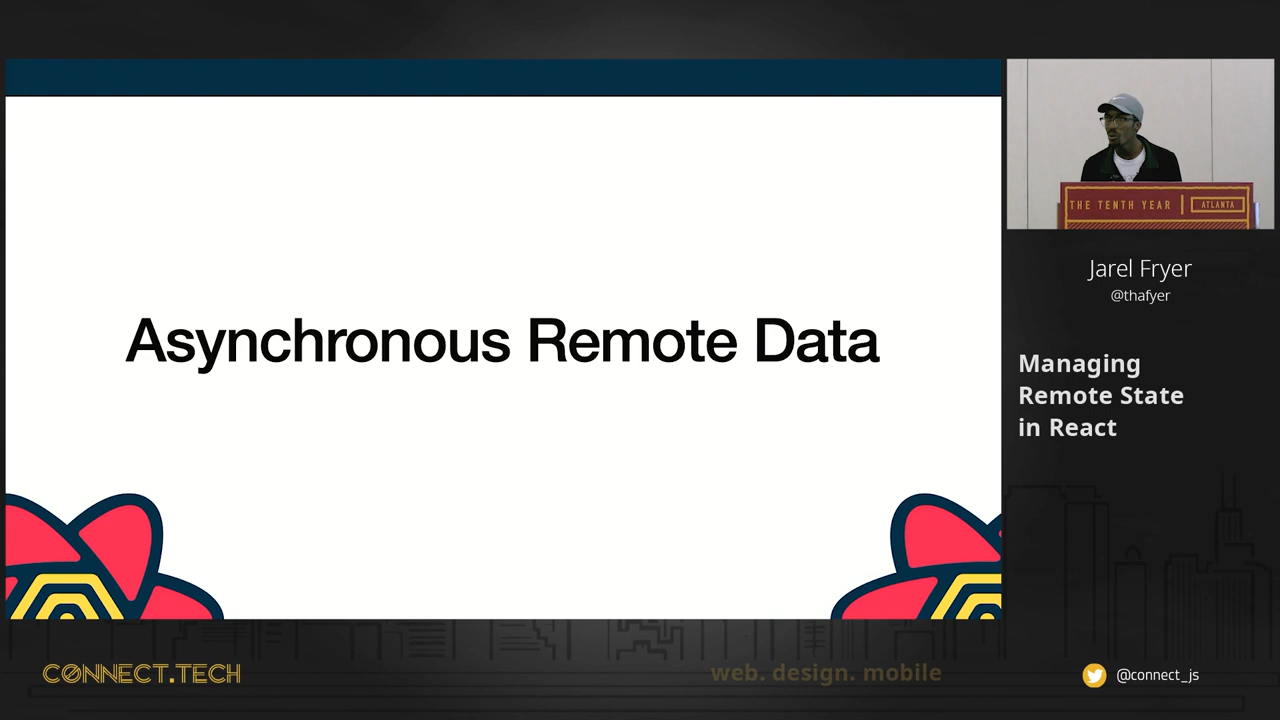 Asynchronous Remote Data
THE TENTH YEAR | ATLANTA
Jarel Fryer
@thafyer
Managing
Remote State
in React
CONNECT.TECH
web. design. mobile
@connect_js